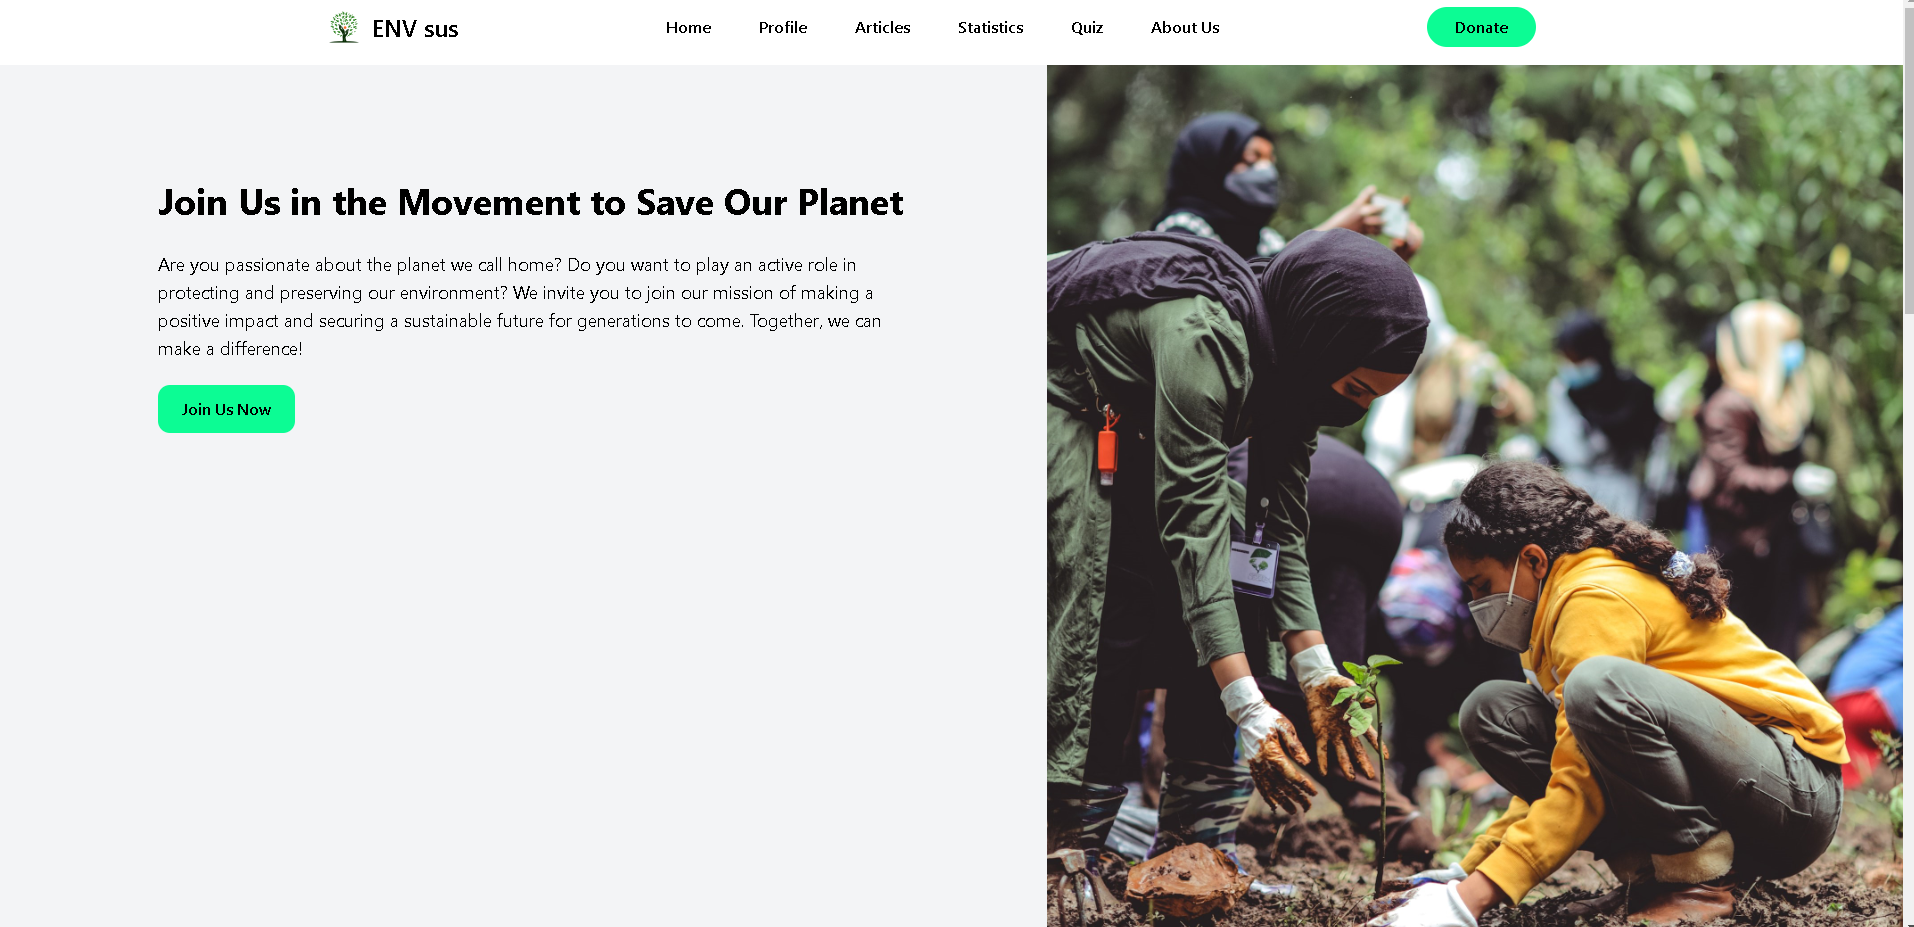 ENV sus
Home Profile Articles Statistics Quiz About Us
Donate
Join Us in the Movement to Save Our Planet
Are you passionate about the planet we call home? Do you want to play an active role in
protecting and preserving our environment? We invite you to join our mission of making a
positive impact and securing a sustainable future for generations to come. Together, we can
make a difference!
Join Us Now